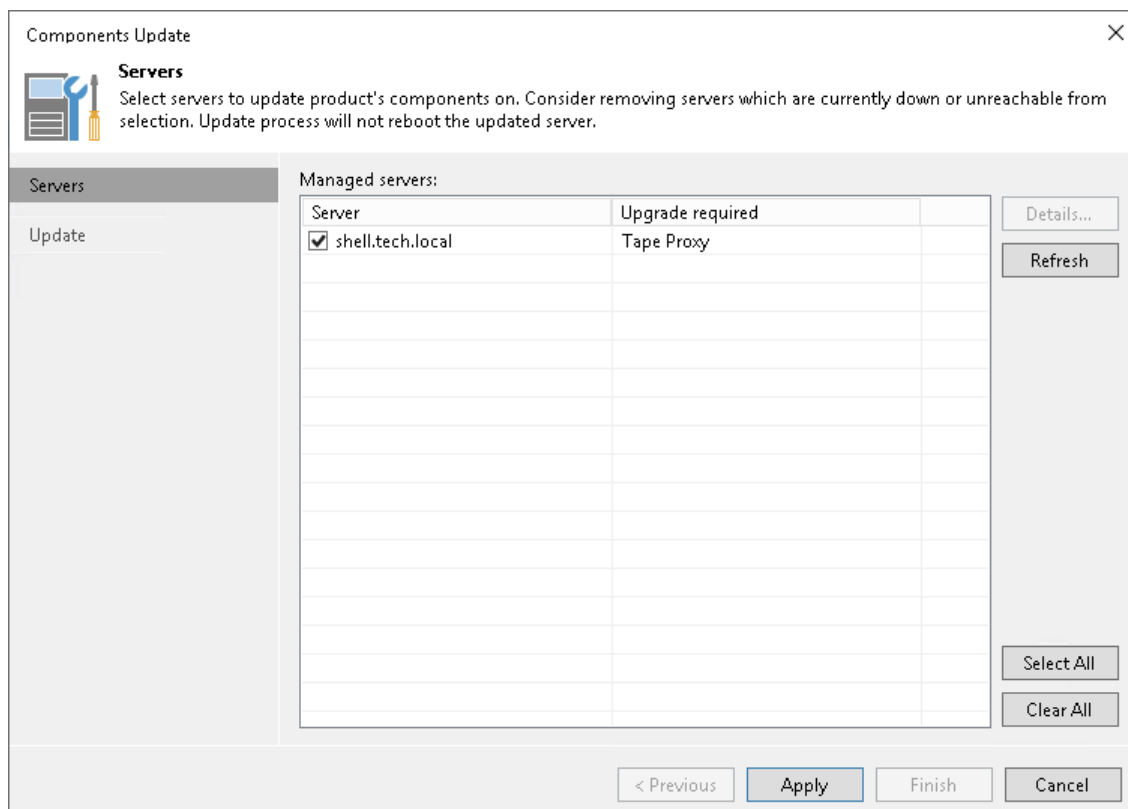 Components Update
Servers
Select servers to update product's components on. Consider removing servers which are currently down or unreachable from
selection. Update process will not reboot the updated server.
Servers
Update
Managed servers:
Server Upgrade required
shell.tech.local Tape Proxy
Details...
Refresh
Select All
Clear All
< Previous Apply Finish Cancel